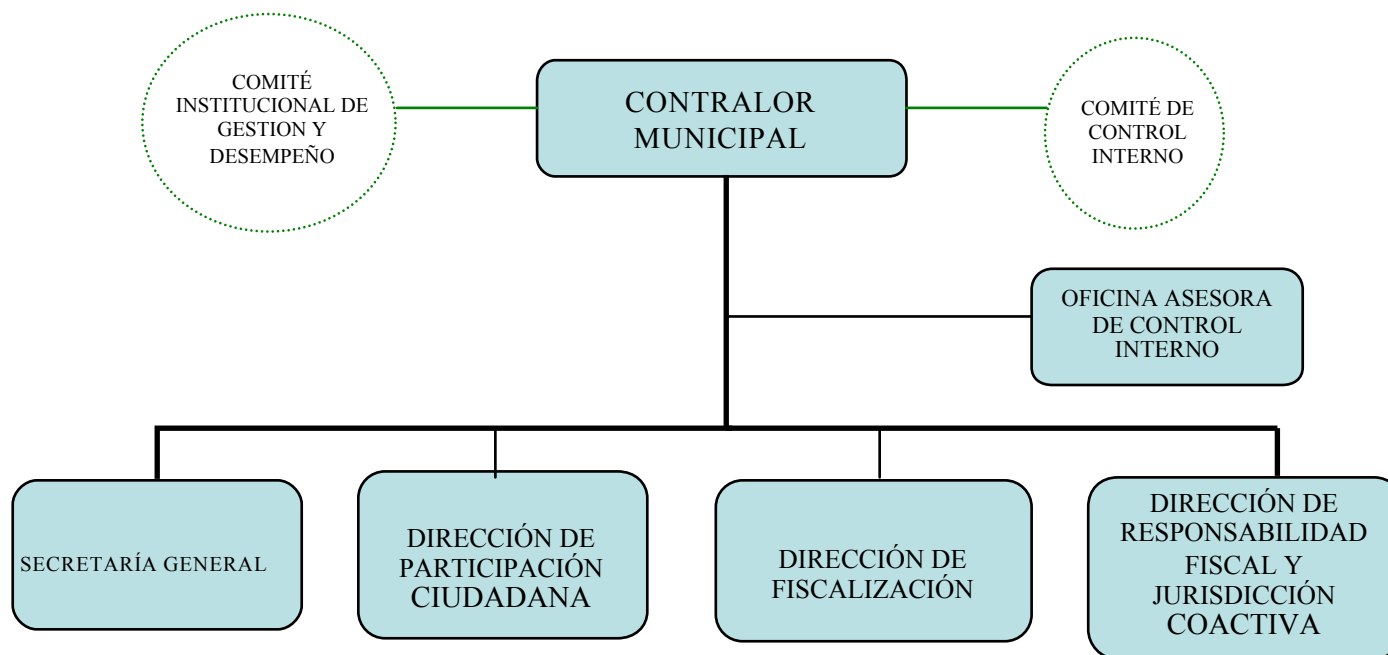 COMITÉ
INSTITUCIONAL DE
GESTION Y
DESEMPEÑO
CONTRALOR
MUNICIPAL
COMITÉ DE
CONTROL
INTERNO
OFICINA ASESORA
DE CONTROL
INTERNO
SECRETARÍA GENERAL
DIRECCIÓN DE
PARTICIPACIÓN
CIUDADANA
DIRECCIÓN DE
FISCALIZACIÓN
DIRECCIÓN DE
RESPONSABILIDAD
FISCAL Y
JURISDICCIÓN
COACTIVA